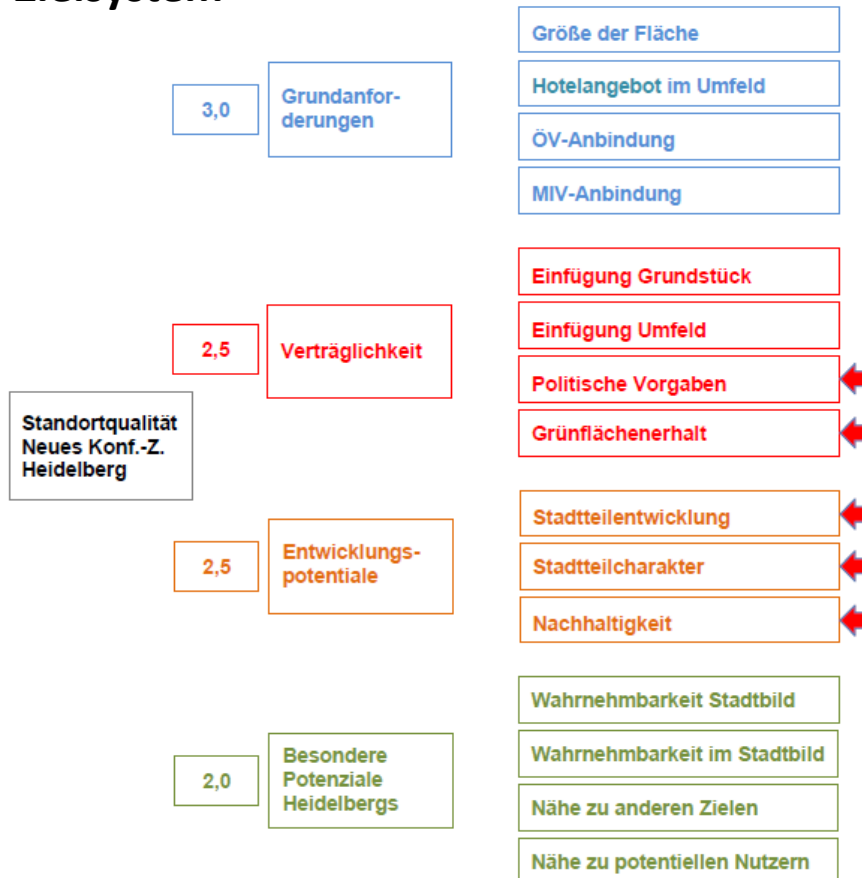 Größe der Fläche
3,0
Grundanfor-
derungen
Hotelangebot im Umfeld
ÖV-Anbindung
MIV-Anbindung
Einfügung Grundstück
2,5
Verträglichkeit
Einfügung Umfeld
Politische Vorgaben
Grünflächenerhalt
Standortqualität
Neues Konf.-Z.
Heidelberg
Stadtteilentwicklung
2,5
Entwicklungs-
potentiale
Stadtteilcharakter
Nachhaltigkeit
Wahrnehmbarkeit Stadtbild
2,0
Besondere
Potenziale
Heidelbergs
Wahrnehmbarkeit im Stadtbild
Nähe zu anderen Zielen
Nähe zu potentiellen Nutzern